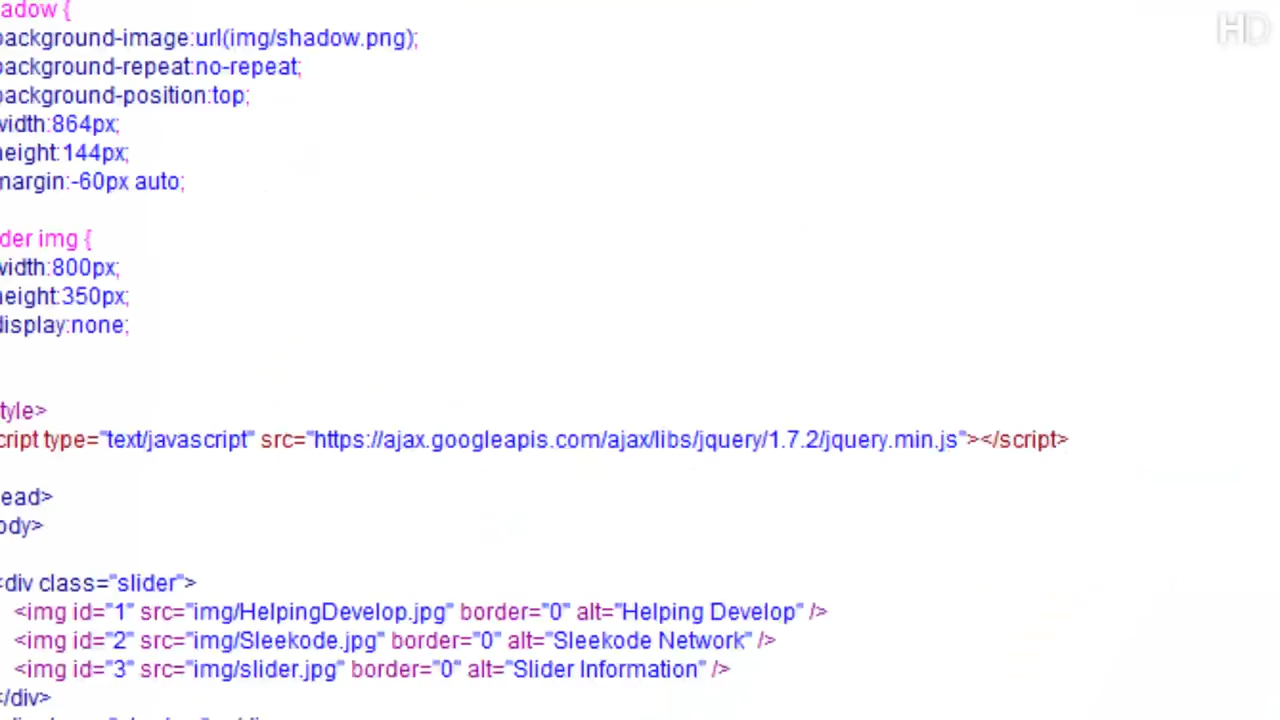 adow {
background-image:url(img/shadow.png);
background-repeat:no-repeat;
background-position:top;
width:864px;
height:144px;
margin:-60px auto;
der img {
width:800px;
height:350px;
display:none;
tyle>
cript type="text/javascript" src="https://ajax.googleapis.com/ajax/libs/jquery/1.7.2/jquery.min.js"></script>
ead>
ody>
<div class="slider">
<img id="1" src="img/HelpingDevelop.jpg" border="0" alt="Helping Develop" />
<img id="2" src="img/Sleekode.jpg" border="0" alt="Sleekode Network" />
<img id="3" src="img/slider.jpg" border="0" alt="Slider Information" />
</div>
HD